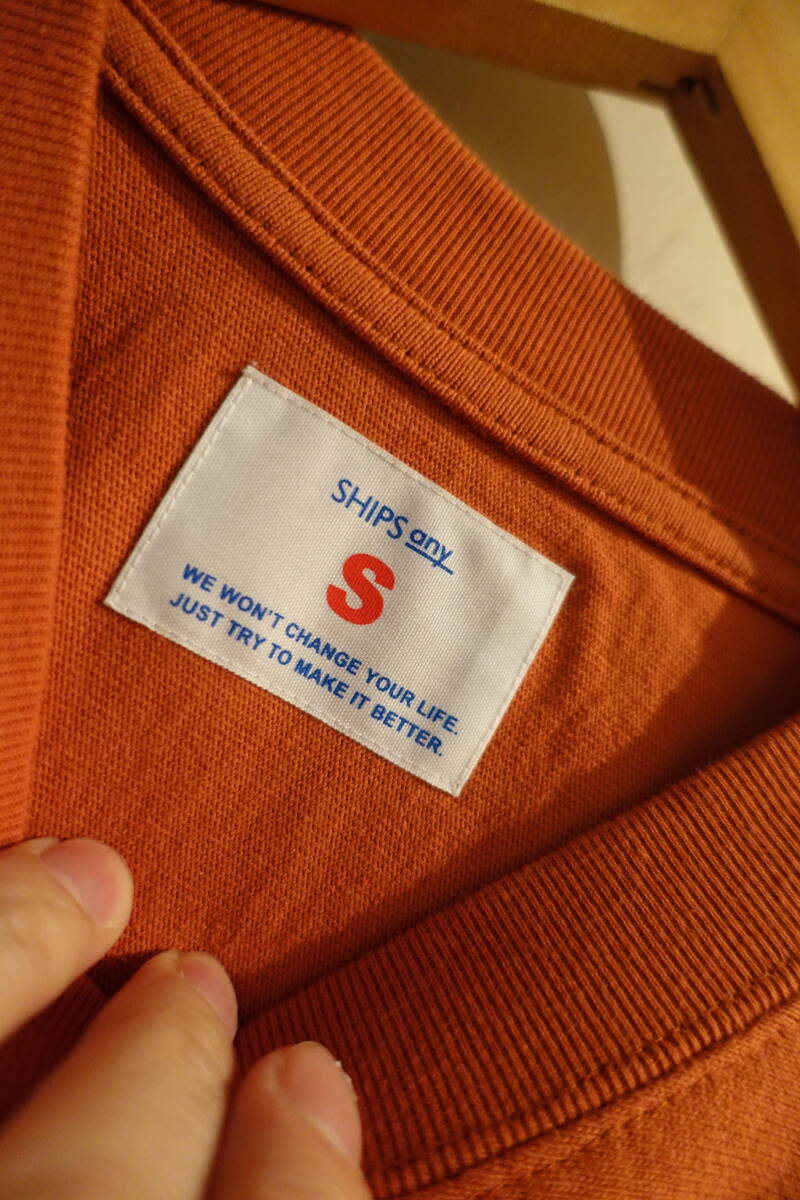 SHIPS any
S
WE WON'T CHANGE YOUR LIFE.
JUST TRY TO MAKE IT BETTER.